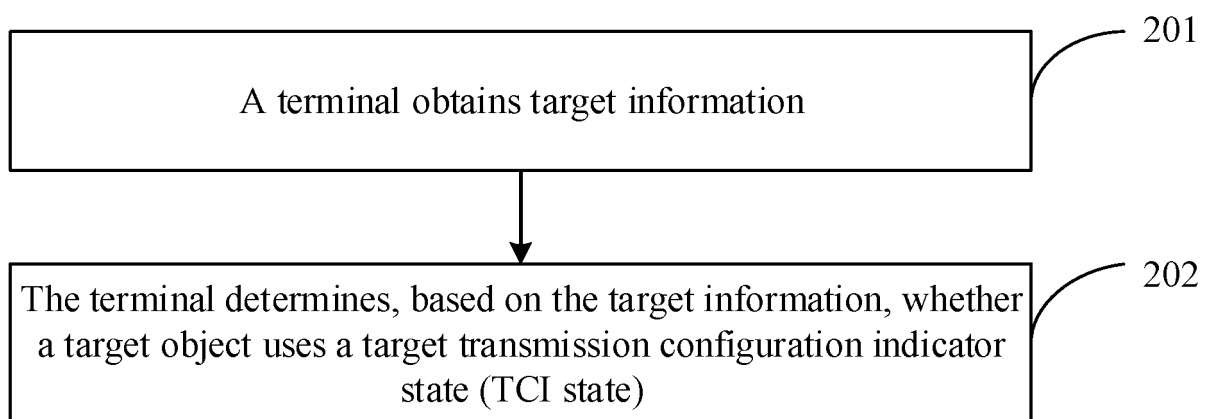 201
A terminal obtains target information
202
The terminal determines, based on the target information, whether
a target object uses a target transmission configuration indicator
state (TCI state)